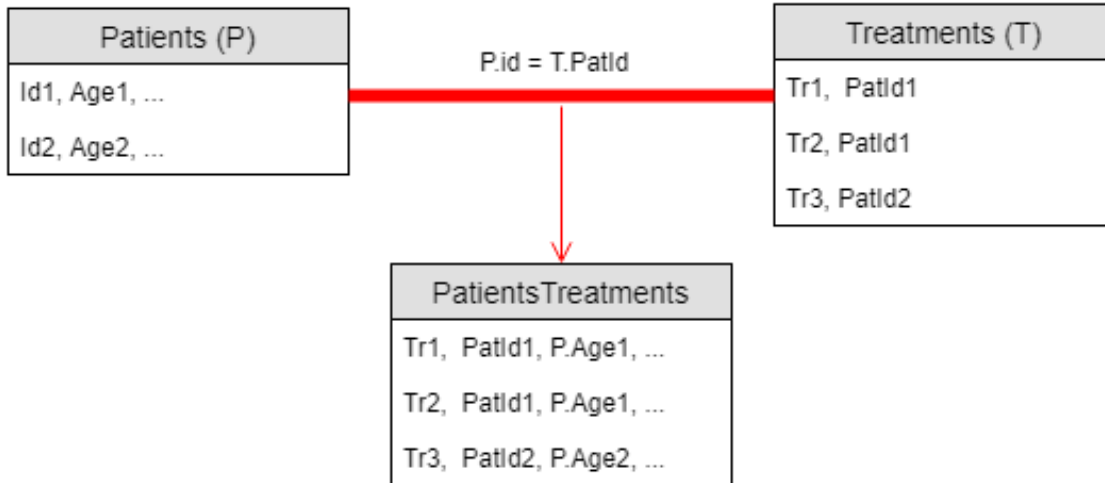 Patients (P)
Id1, Age1, ...
Id2, Age2, ...
P.id = T.PatId
Treatments (T)
Tr1, PatId1
Tr2, PatId1
Tr3, PatId2
PatientsTreatments
Tr1, PatId1, P.Age1, ...
Tr2, PatId1, P.Age1, ...
Tr3, PatId2, P.Age2, ...